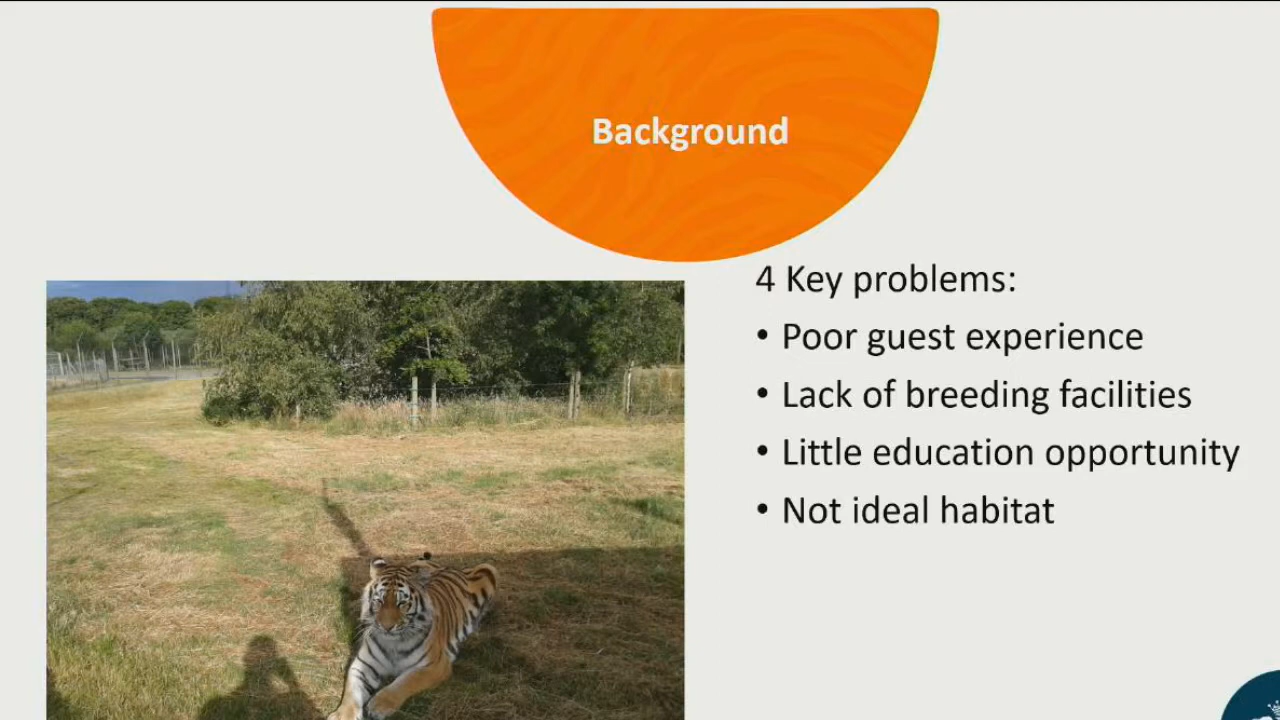 Background
4 Key problems:
• Poor guest experience
• Lack of breeding facilities
• Little education opportunity
• Not ideal habitat